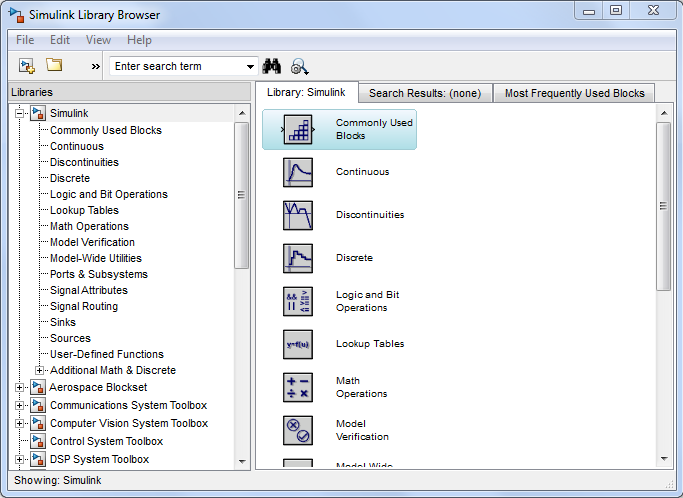 Simulink Library Browser
File Edit View Help
» Enter search term
Libraries
Library: Simulink Search Results: (none) Most Frequently Used Blocks
Simulink
Commonly Used Blocks
Continuous
Discontinuities
Discrete
Logic and Bit Operations
Lookup Tables
Math Operations
Model Verification
Model-Wide Utilities
Ports & Subsystems
Signal Attributes
Signal Routing
Sinks
Sources
User-Defined Functions
Additional Math & Discrete
Aerospace Blockset
Communications System Toolbox
Computer Vision System Toolbox
Control System Toolbox
DSP System Toolbox
Commonly Used
Blocks
Continuous
Discontinuities
Discrete
Logic and Bit
Operations
y=f(u) Lookup Tables
Math
Operations
Model
Verification
Model-Wide
Showing: Simulink